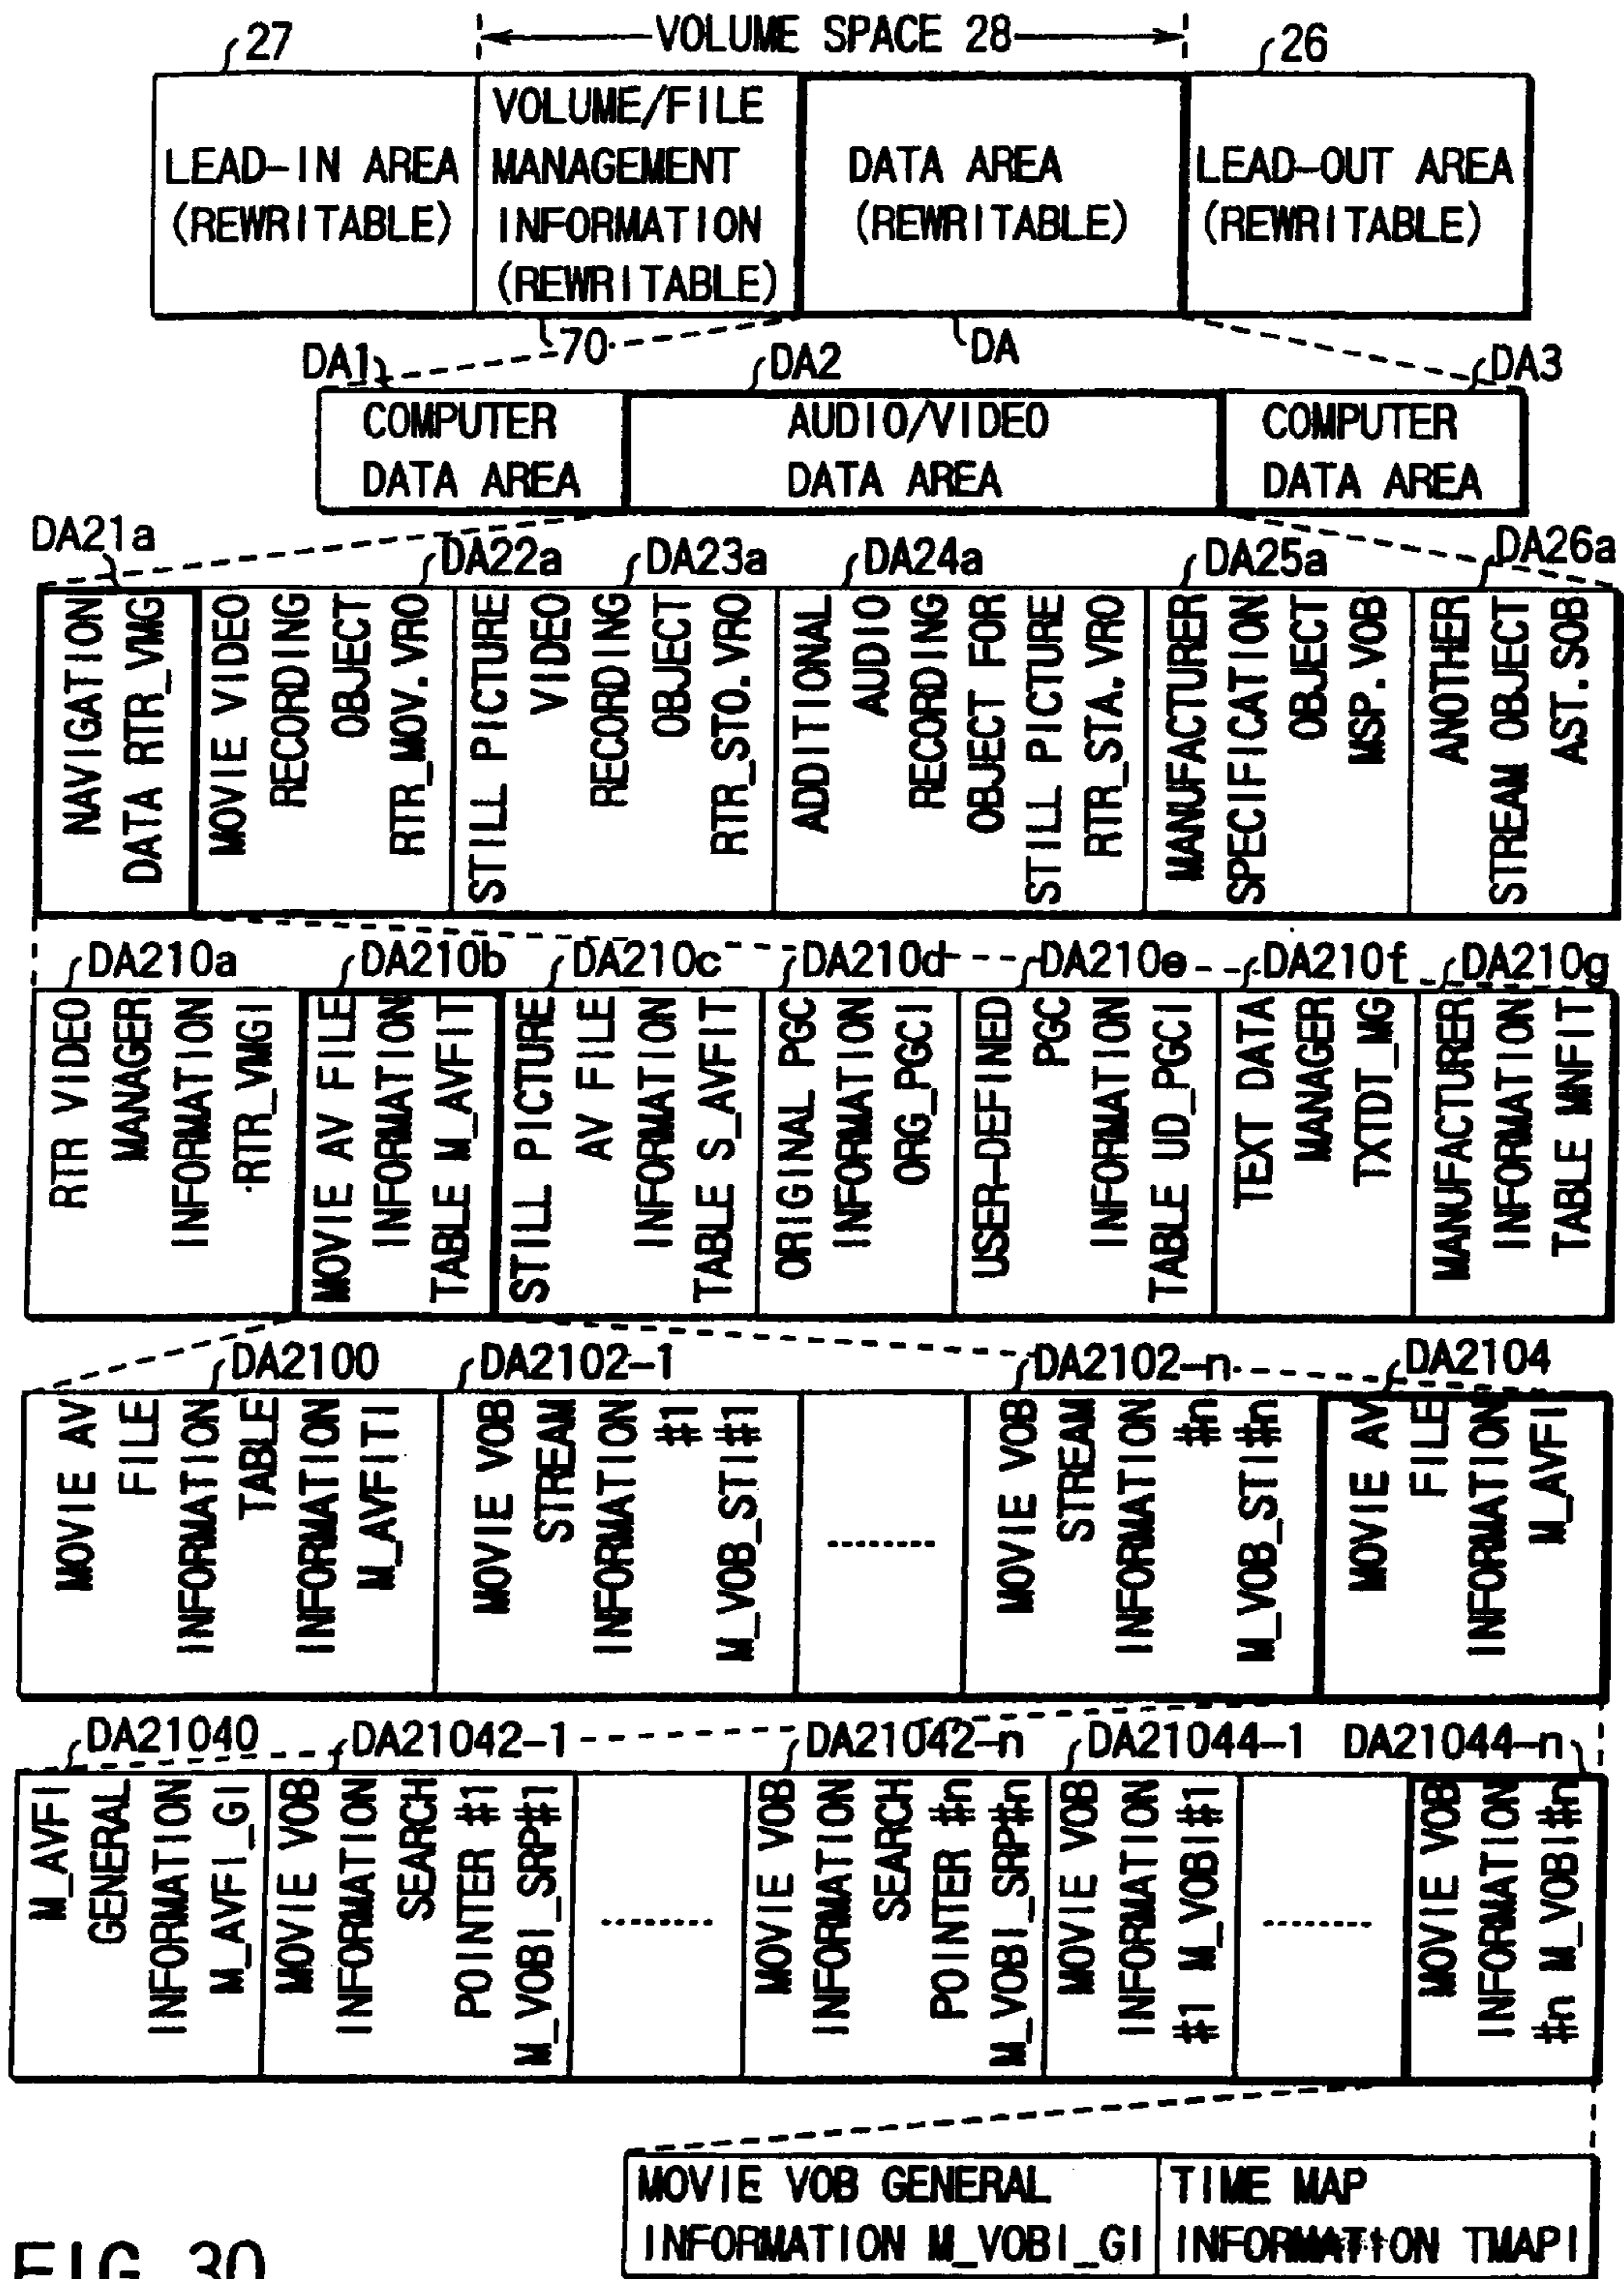 VOLUME SPACE 28
27
26
LEAD-IN AREA
(REWRITABLE)
VOLUME/FILE
MANAGEMENT
INFORMATION
(REWRITABLE)
DATA AREA
(REWRITABLE)
LEAD-OUT AREA
(REWRITABLE)
70
DA
DA1
DA2
DA3
COMPUTER
DATA AREA
AUDIO/VIDEO
DATA AREA
COMPUTER
DATA AREA
DA21a
DA22a
DA23a
DA24a
DA25a
DA26a
NAVIGATION
DATA RTR_VMG
MOVIE VIDEO
RECORDING
OBJECT
RTR_MOV.VRO
STILL PICTURE
VIDEO
RECORDING
OBJECT
RTR_STO.VRO
ADDITIONAL
AUDIO
RECORDING
OBJECT FOR
STILL PICTURE
RTR_STA.VRO
MANUFACTURER
SPECIFICATION
OBJECT
MSP.VOB
ANOTHER
STREAM OBJECT
AST.SOB
DA210a
DA210b
DA210c
DA210d
DA210e
DA210f
DA210g
RTR VIDEO
MANAGER
INFORMATION
RTR_VMGI
MOVIE AV FILE
INFORMATION
TABLE M_AVFIT
STILL PICTURE
AV FILE
INFORMATION
TABLE S_AVFIT
ORIGINAL PGC
INFORMATION
ORG_PGCI
USER-DEFINED
PGC
INFORMATION
TABLE UD_PGCI
TEXT DATA
MANAGER
TXTDT_MG
MANUFACTURER
INFORMATION
TABLE MNFIT
DA2100
DA2102-1
DA2102-n
DA2104
MOVIE AV
FILE
INFORMATION
TABLE
INFORMATION
M_AVFITI
MOVIE VOB
STREAM
INFORMATION
#1
M_VOB_STI#1
MOVIE VOB
STREAM
INFORMATION
#n
M_VOB_STI#n
MOVIE AV
FILE
INFORMATION
M_AVFI
DA21040
DA21042-1
DA21042-n
DA21044-1
DA21044-n
M_AVFI
GENERAL
INFORMATION
M_AVFI_GI
MOVIE VOB
INFORMATION
SEARCH
POINTER #1
M_VOBI_SRP#1
MOVIE VOB
INFORMATION
SEARCH
POINTER #n
M_VOBI_SRP#n
MOVIE VOB
INFORMATION
#1 M_VOBI#1
MOVIE VOB
INFORMATION
#n M_VOBI#n
MOVIE VOB GENERAL
INFORMATION M_VOBI_GI
TIME MAP
INFORMATION TMAPI
FIG. 30